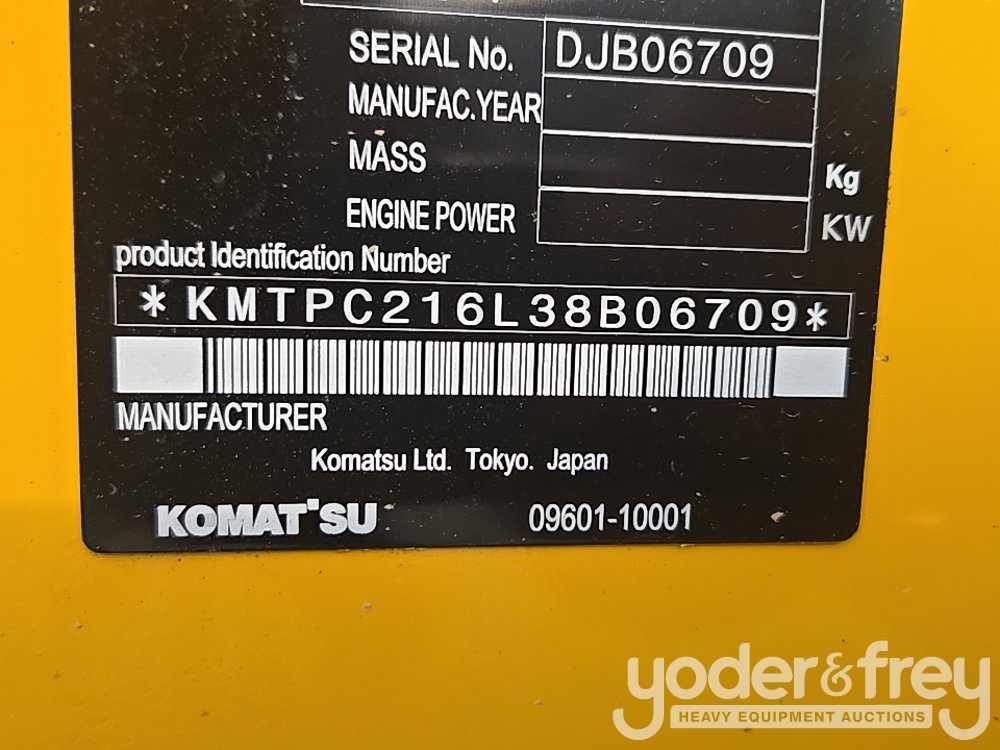 SERIAL No. DJB06709
MANUFAC.YEAR
MASS Kg
ENGINE POWER KW
product Identification Number
*KMTPC216L38B06709*
MANUFACTURER
Komatsu Ltd. Tokyo. Japan
KOMATSU 09601-10001
yoder&frey
HEAVY EQUIPMENT AUCTIONS